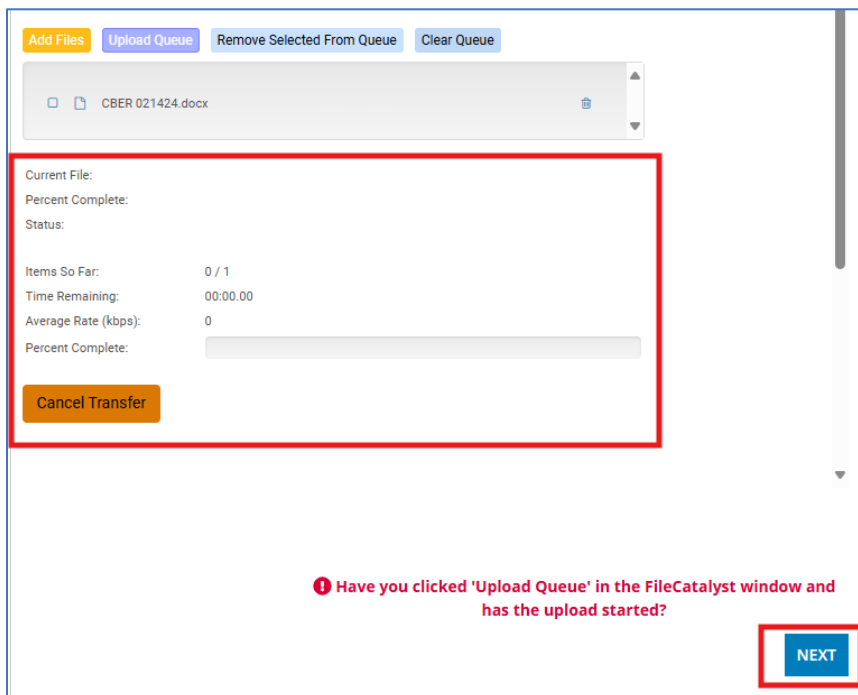 Add Files Upload Queue Remove Selected From Queue Clear Queue
CBER 021424.docx
Current File:
Percent Complete:
Status:
Items So Far: 0 / 1
Time Remaining: 00:00.00
Average Rate (kbps): 0
Percent Complete:
Cancel Transfer
Have you clicked 'Upload Queue' in the FileCatalyst window and
has the upload started?
NEXT